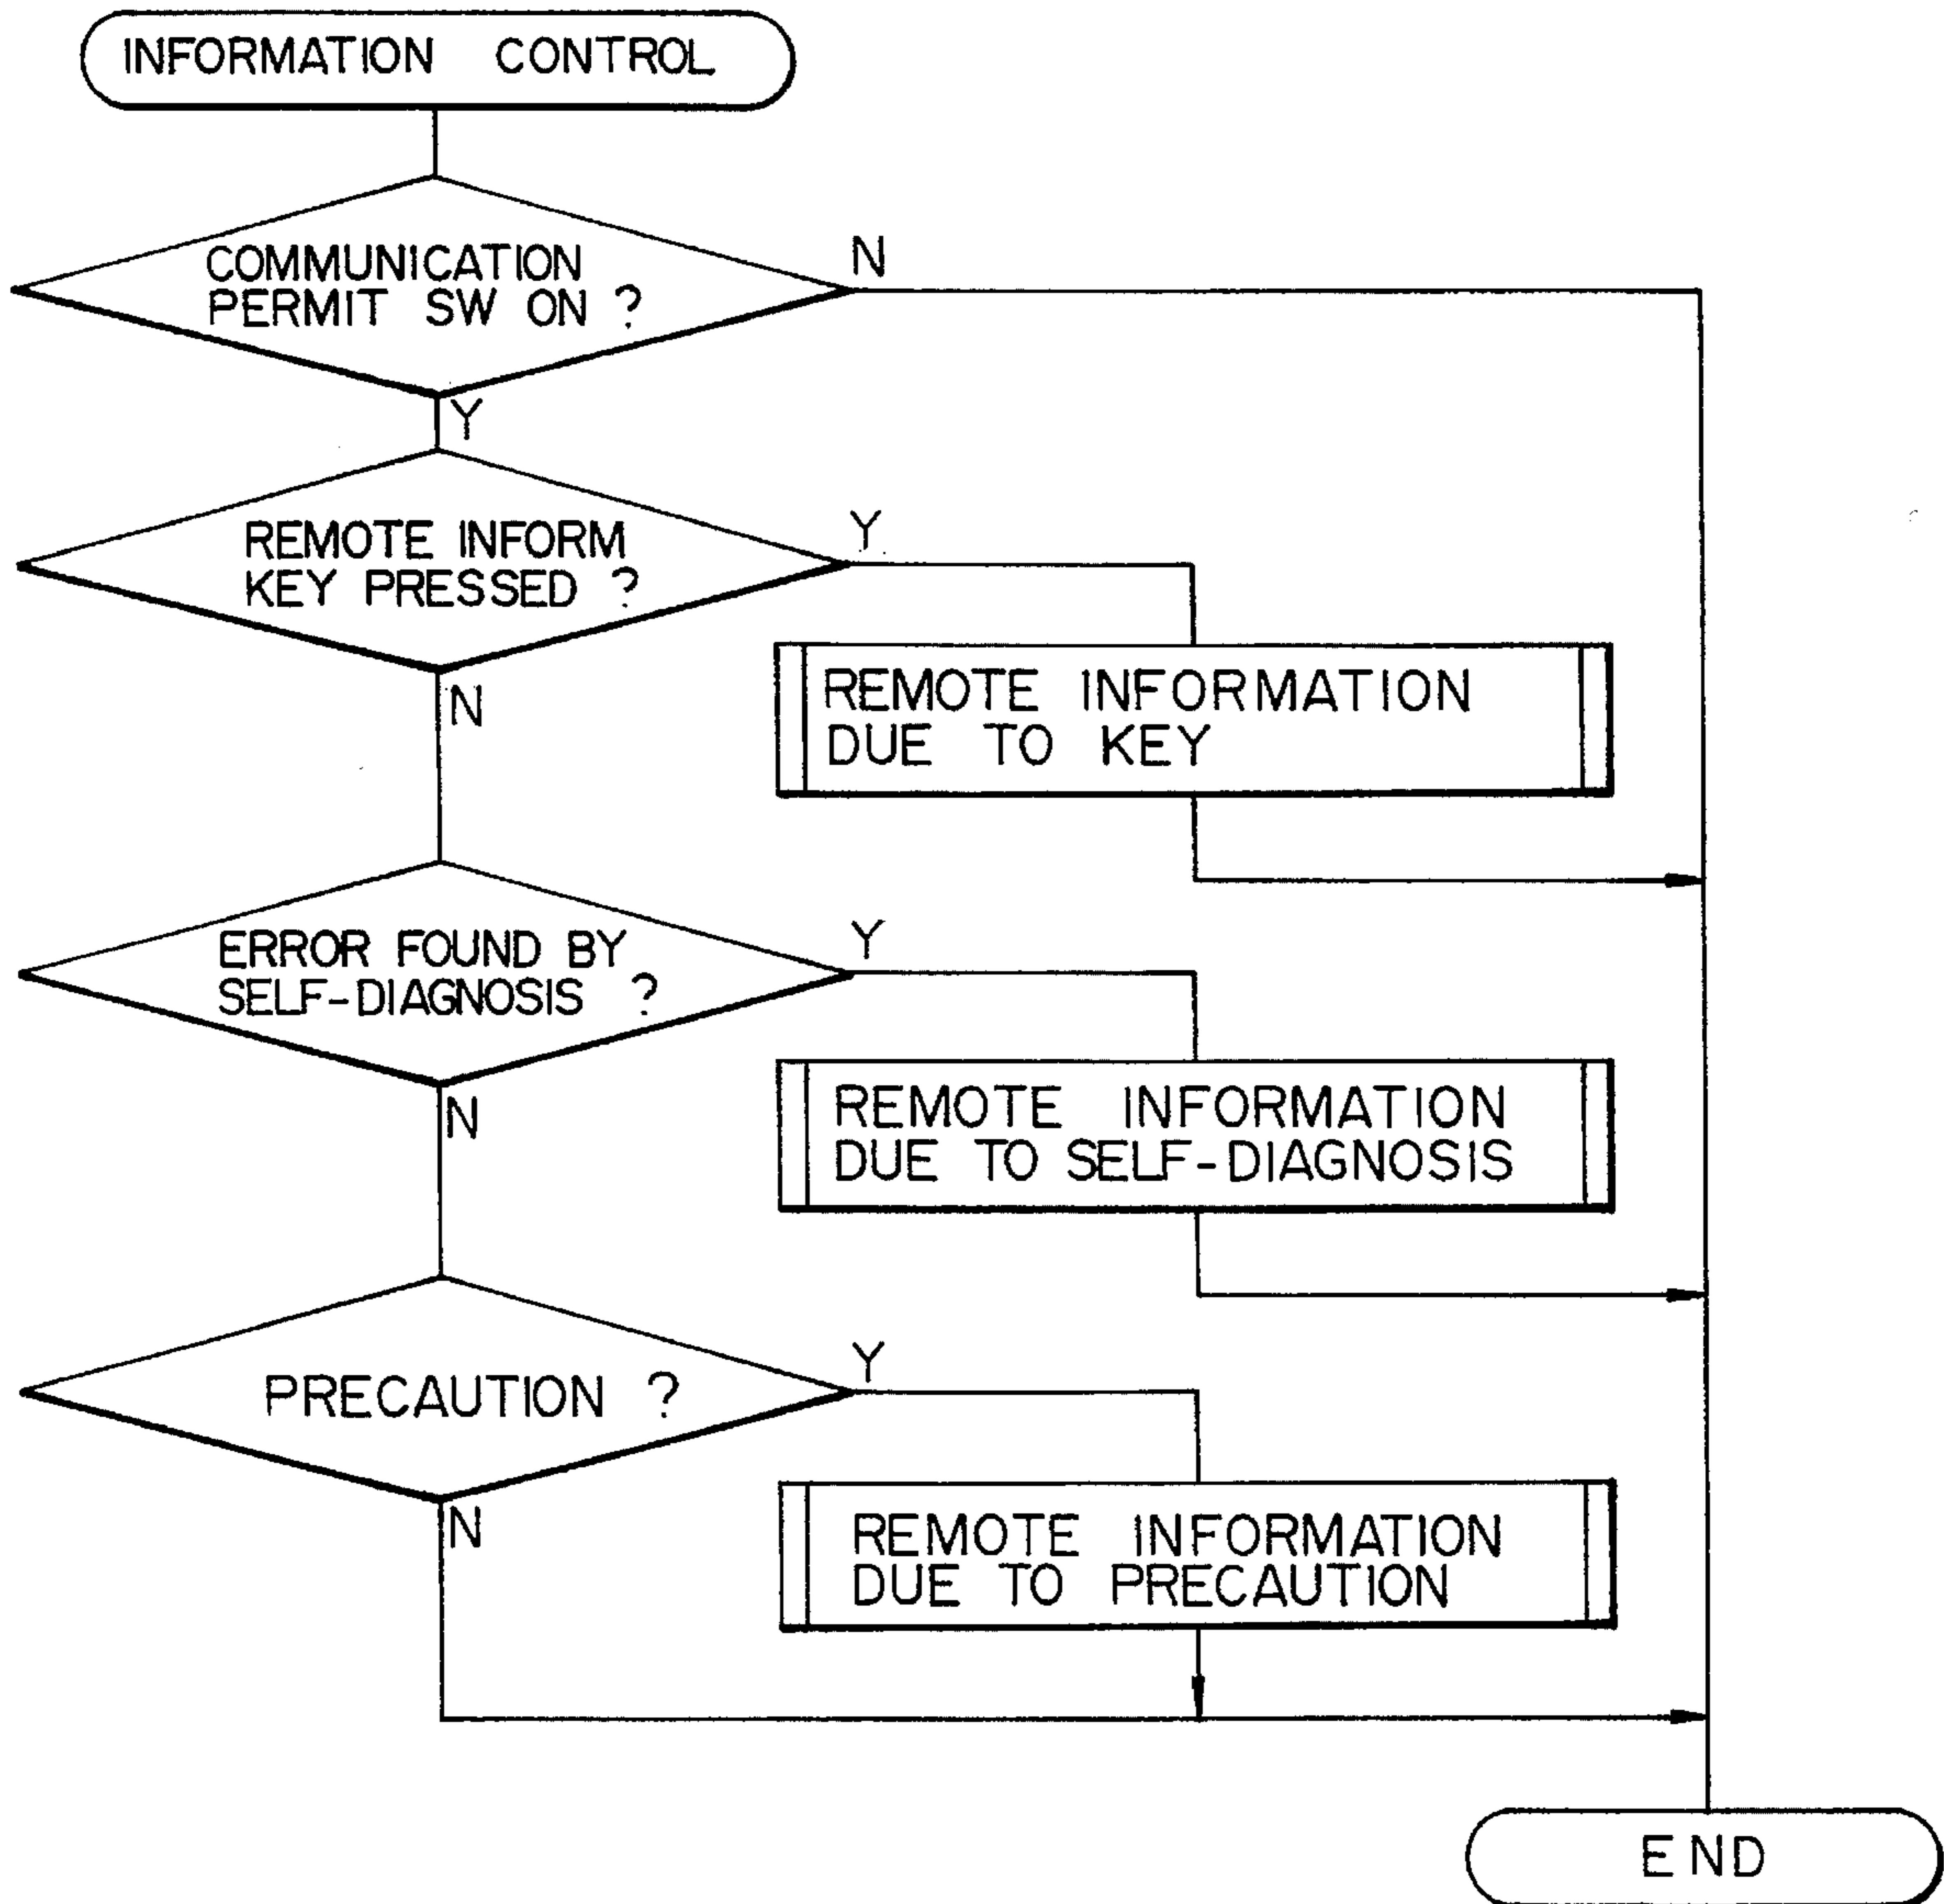 INFORMATION CONTROL
COMMUNICATION
PERMIT SW ON ?
N
Y
REMOTE INFORM
KEY PRESSED ?
Y
N
REMOTE INFORMATION
DUE TO KEY
ERROR FOUND BY
SELF-DIAGNOSIS ?
Y
N
REMOTE INFORMATION
DUE TO SELF-DIAGNOSIS
PRECAUTION ?
Y
N
REMOTE INFORMATION
DUE TO PRECAUTION
END